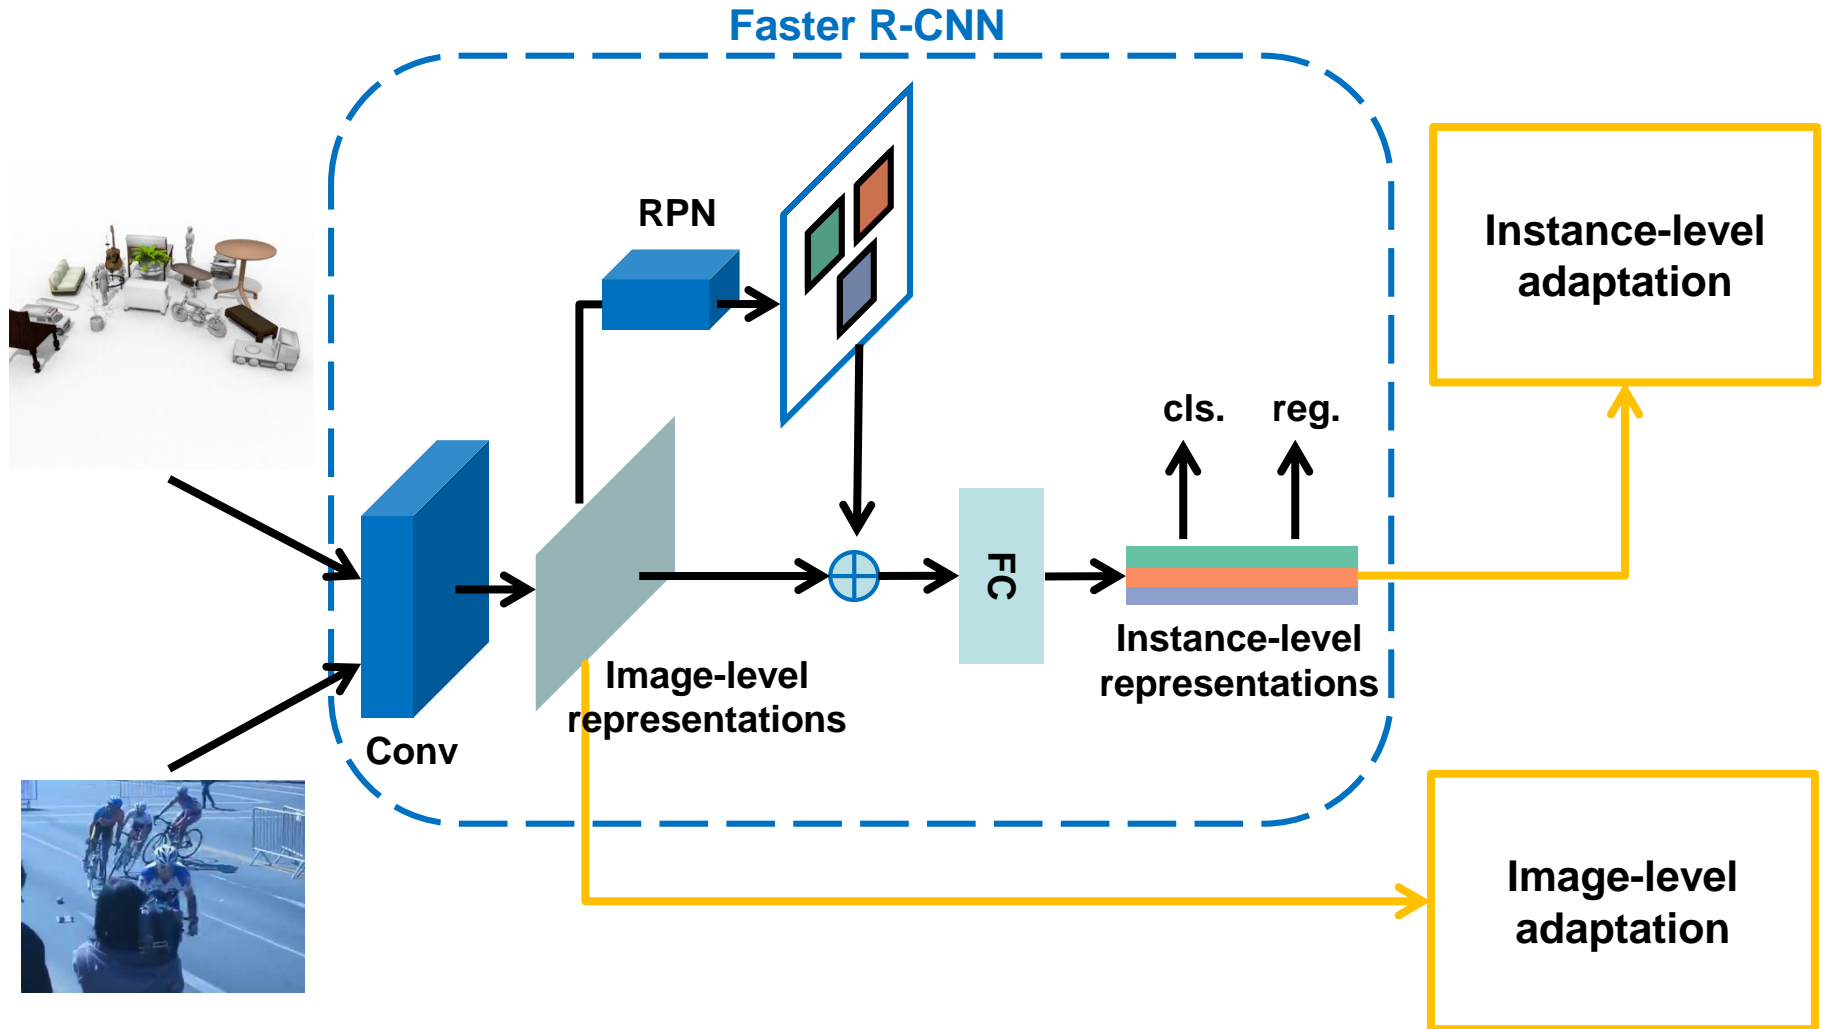 Faster R-CNN
RPN
Instance-level
adaptation
cls.
reg.
FC
Instance-level
representations
Image-level
representations
Conv
Image-level
adaptation